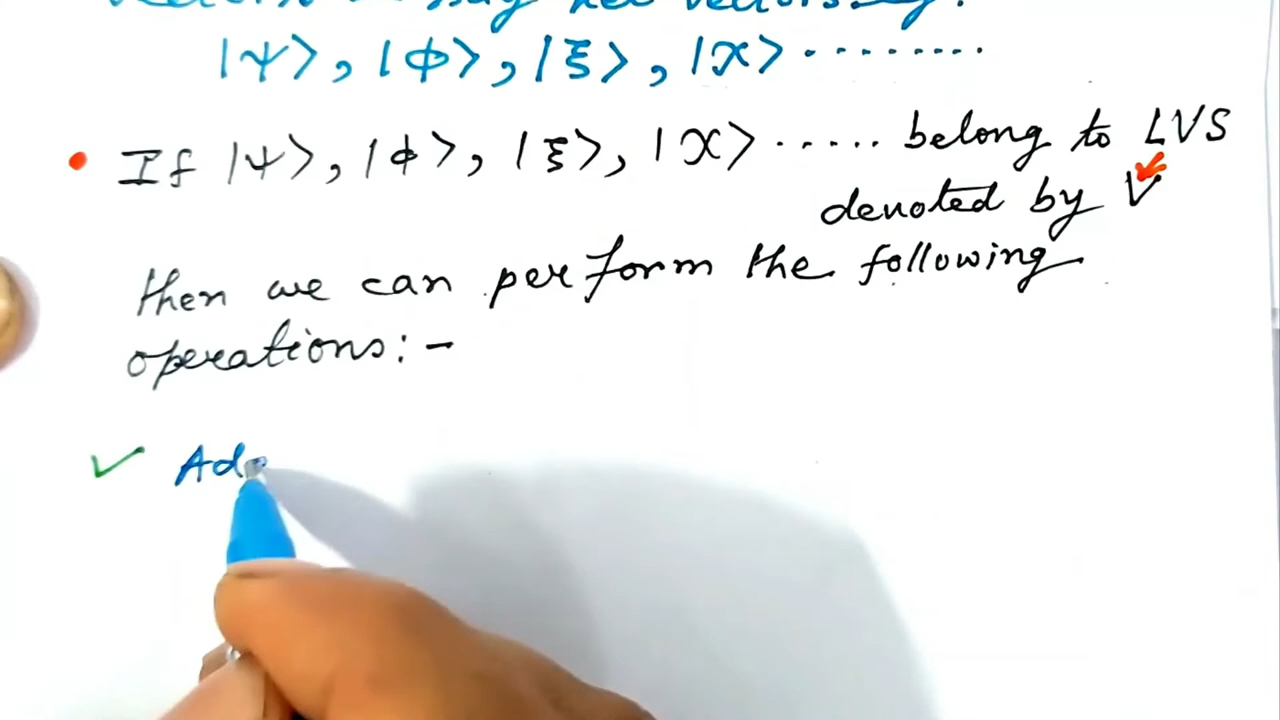 |ψ⟩, |ϕ⟩, |ξ⟩, |χ⟩ ........
• If |ψ⟩, |ϕ⟩, |ξ⟩, |χ⟩ ..... belong to LVS
denoted by V
then we can perform the following
operations:-
✓ Ad